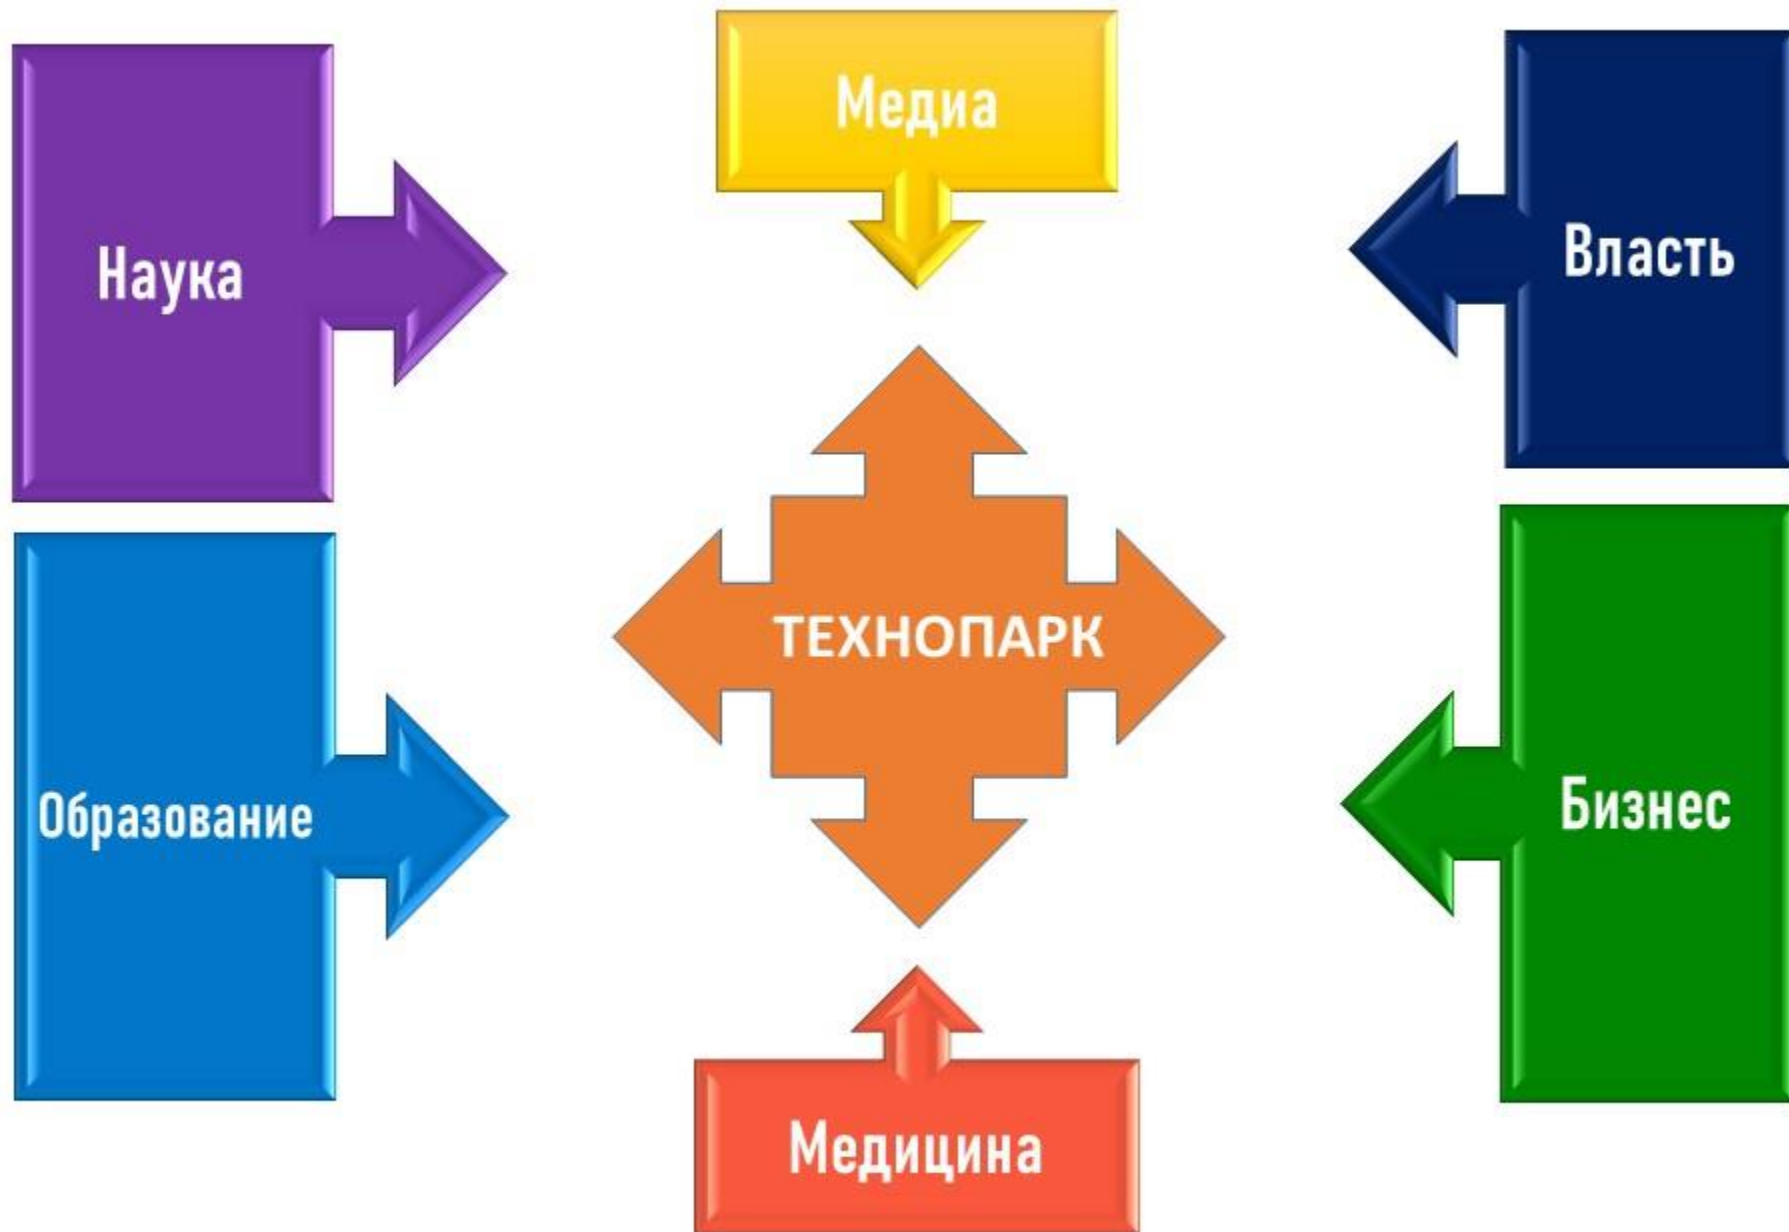 Медиа
Наука
Власть
ТЕХНОПАРК
Образование
Бизнес
Медицина